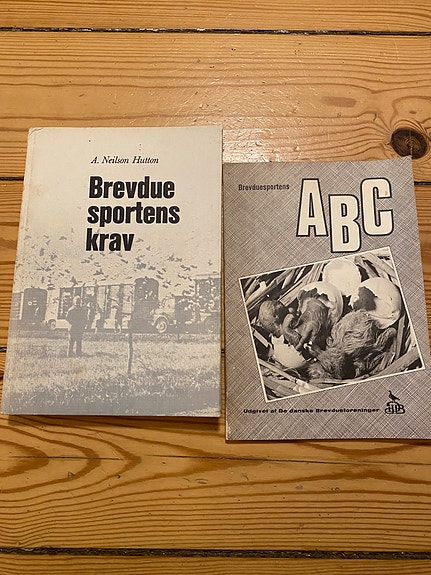 A. Neilson Hutton
Brevdue
sportens
krav
Brevduesportens
ABC
Udgivet af De danske Brevdueforeninger